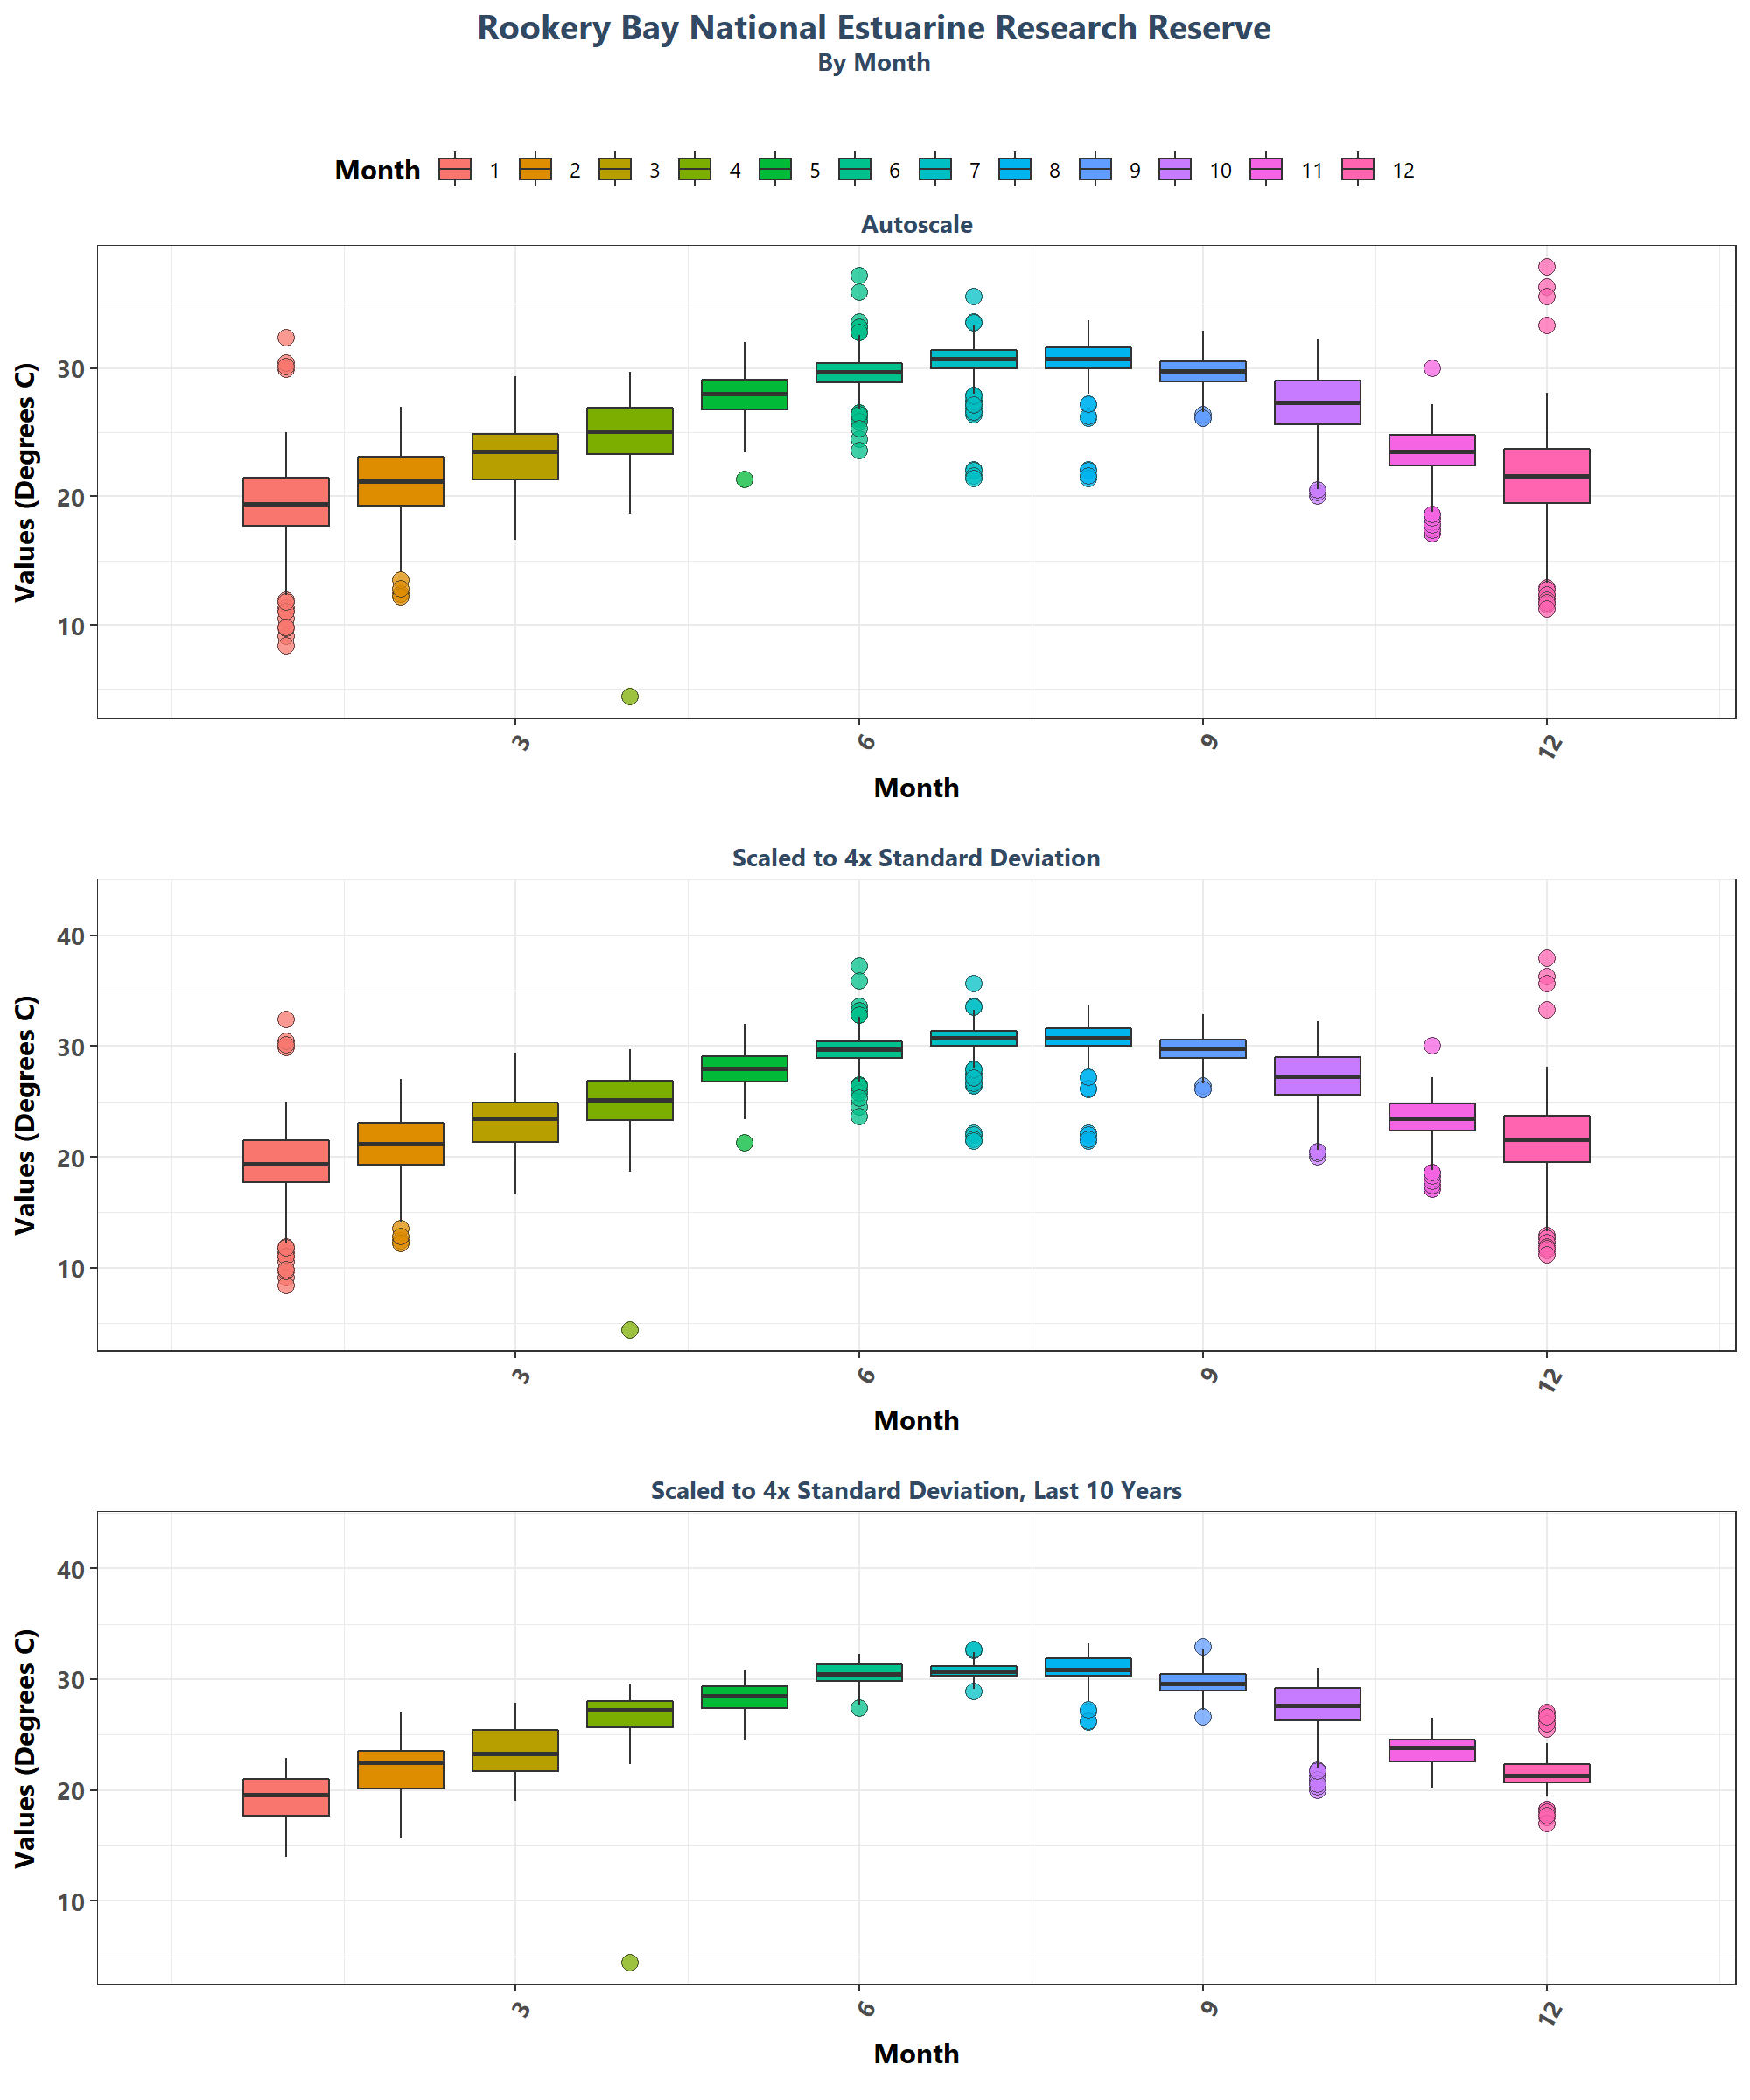 Rookery Bay National Estuarine Research Reserve
By Month
Month 1 2 3 4 5 6 7 8 9 10 11 12
Autoscale
Values (Degrees C)
30
20
10
3 6 9 12
Month
Scaled to 4x Standard Deviation
Values (Degrees C)
40
30
20
10
3 6 9 12
Month
Scaled to 4x Standard Deviation, Last 10 Years
Values (Degrees C)
40
30
20
10
3 6 9 12
Month